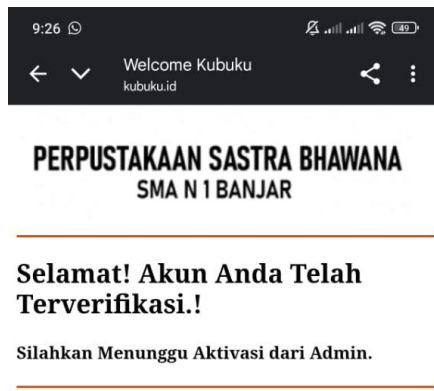 9:26
49
Welcome Kubuku
kubuku.id
PERPUSTAKAAN SASTRA BHAWANA
SMA N 1 BANJAR
Selamat! Akun Anda Telah
Terverifikasi.!
Silahkan Menunggu Aktivasi dari Admin.